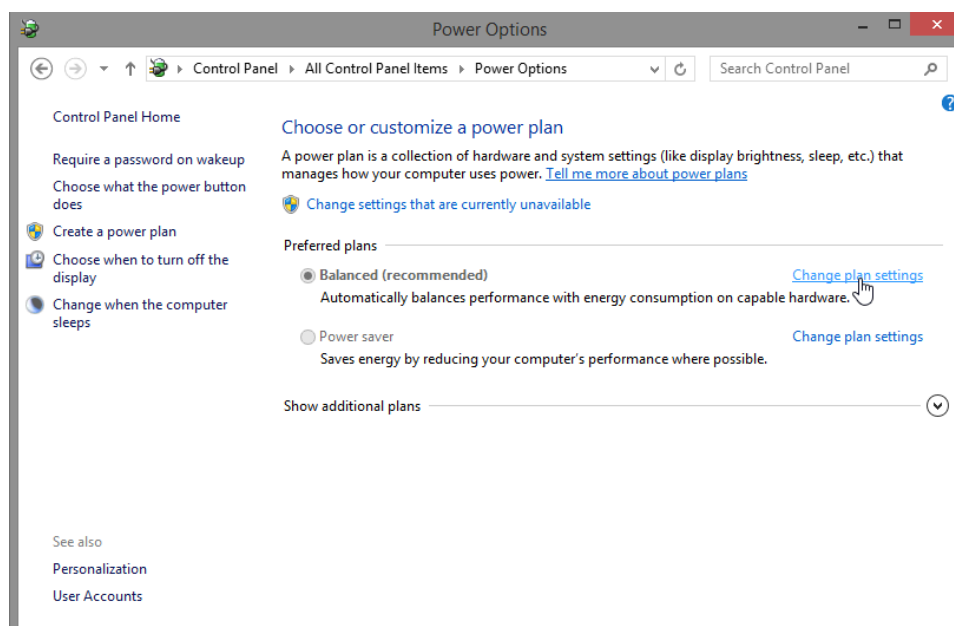 Power Options
Control Panel All Control Panel Items Power Options
Search Control Panel
Control Panel Home
Require a password on wakeup
Choose what the power button
does
Create a power plan
Choose when to turn off the
display
Change when the computer
sleeps
See also
Personalization
User Accounts
Choose or customize a power plan
A power plan is a collection of hardware and system settings (like display brightness, sleep, etc.) that
manages how your computer uses power. Tell me more about power plans
Change settings that are currently unavailable
Preferred plans
Balanced (recommended) Change plan settings
Automatically balances performance with energy consumption on capable hardware.
Power saver Change plan settings
Saves energy by reducing your computer's performance where possible.
Show additional plans